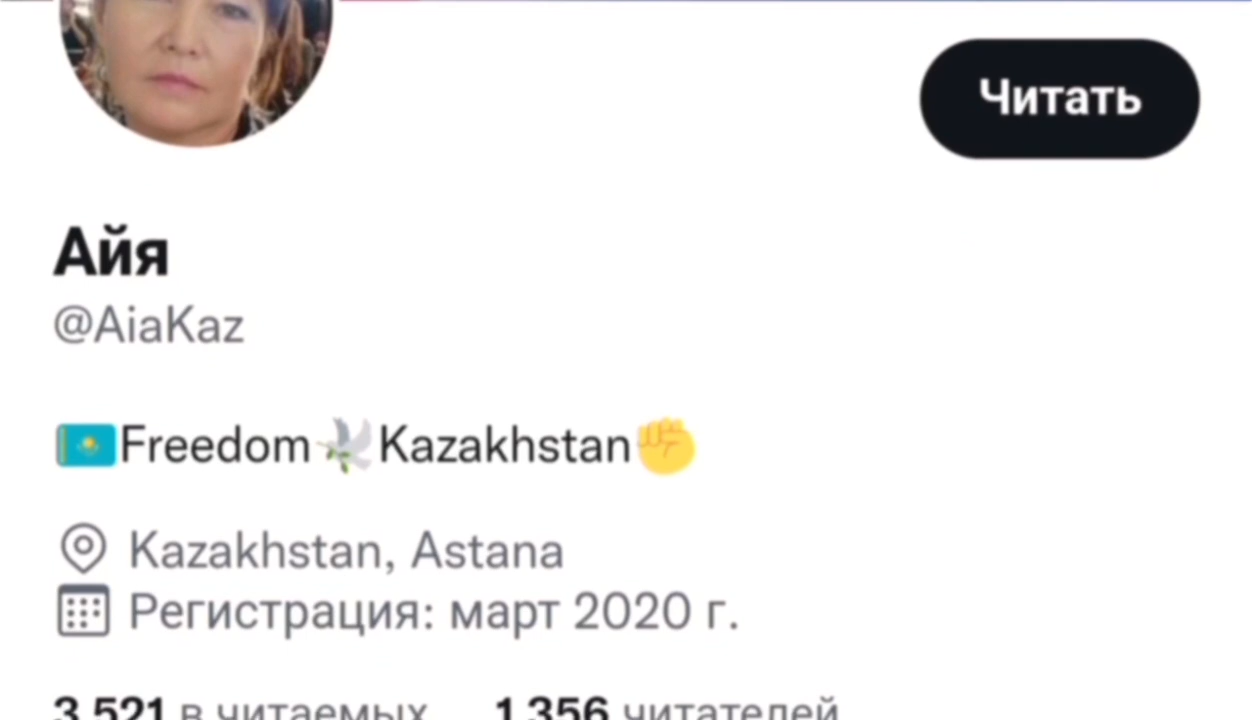 Читать
Айя
@AiaKaz
🇰🇿Freedom🕊Kazakhstan✊
Kazakhstan, Astana
Регистрация: март 2020 г.
3 521 в читаемых 1 356 читателей